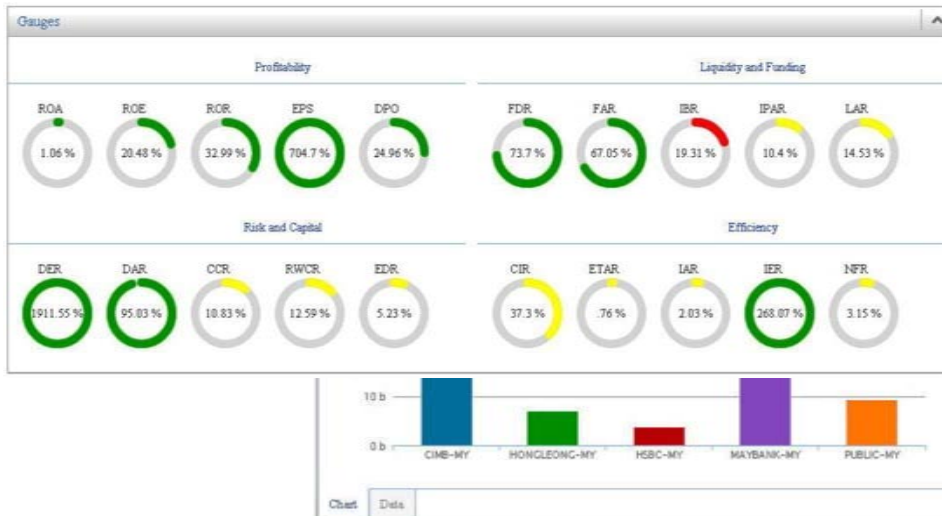 Gauges
Profitability
Liquidity and Funding
ROA ROE ROR EPS DPO
FDR FAR IBR IPAR LAR
1.06 % 20.48 % 32.99 % 704.7 % 24.96 %
73.7 % 67.05 % 19.31 % 10.4 % 14.53 %
Risk and Capital
Efficiency
DER DAR CCR RWCR EDR
CIR ETAR IAR IER NFR
1911.55 % 95.03 % 10.83 % 12.59 % 5.23 %
37.3 % .76 % 2.03 % 268.07 % 3.15 %
10 b
0 b
CIMB-MY HONGLEONG-MY HSBC-MY MAYBANK-MY PUBLIC-MY
Chart Data